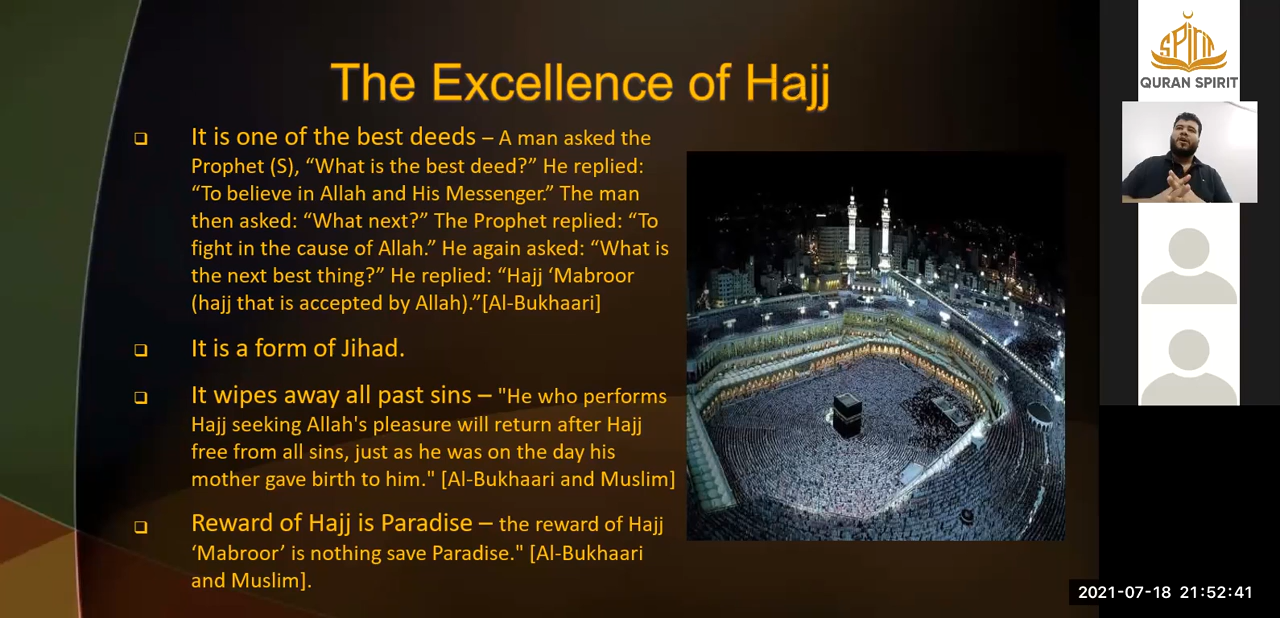 The Excellence of Hajj
It is one of the best deeds – A man asked the
Prophet (S), “What is the best deed?” He replied:
“To believe in Allah and His Messenger.” The man
then asked: “What next?” The Prophet replied: “To
fight in the cause of Allah.” He again asked: “What is
the next best thing?” He replied: “Hajj ‘Mabroor
(hajj that is accepted by Allah).”[Al-Bukhaari]
It is a form of Jihad.
It wipes away all past sins – "He who performs
Hajj seeking Allah's pleasure will return after Hajj
free from all sins, just as he was on the day his
mother gave birth to him." [Al-Bukhaari and Muslim]
Reward of Hajj is Paradise – the reward of Hajj
‘Mabroor’ is nothing save Paradise." [Al-Bukhaari
and Muslim].
SPIRIT
QURAN SPIRIT
2021-07-18 21:52:41